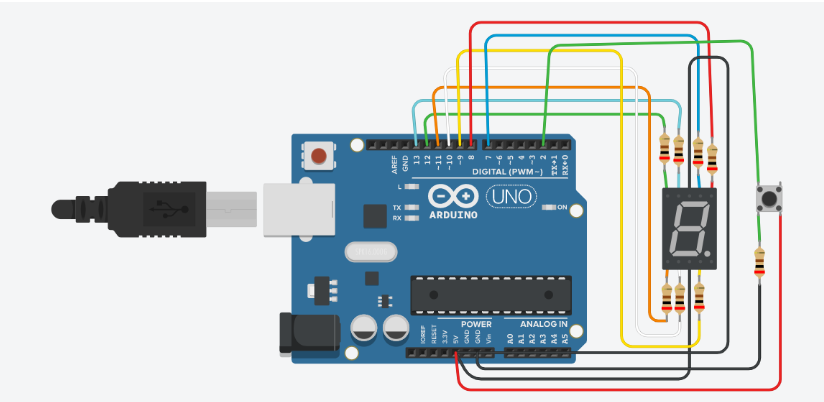 AREF
GND
13
12
~11
~10
~9
8
7
~6
~5
4
~3
2
TX→1
RX←0
DIGITAL (PWM~)
L
TX
RX
ARDUINO
UNO
ON
POWER
ANALOG IN
IOREF
RESET
3.3V
5V
GND
GND
Vin
A0
A1
A2
A3
A4
A5